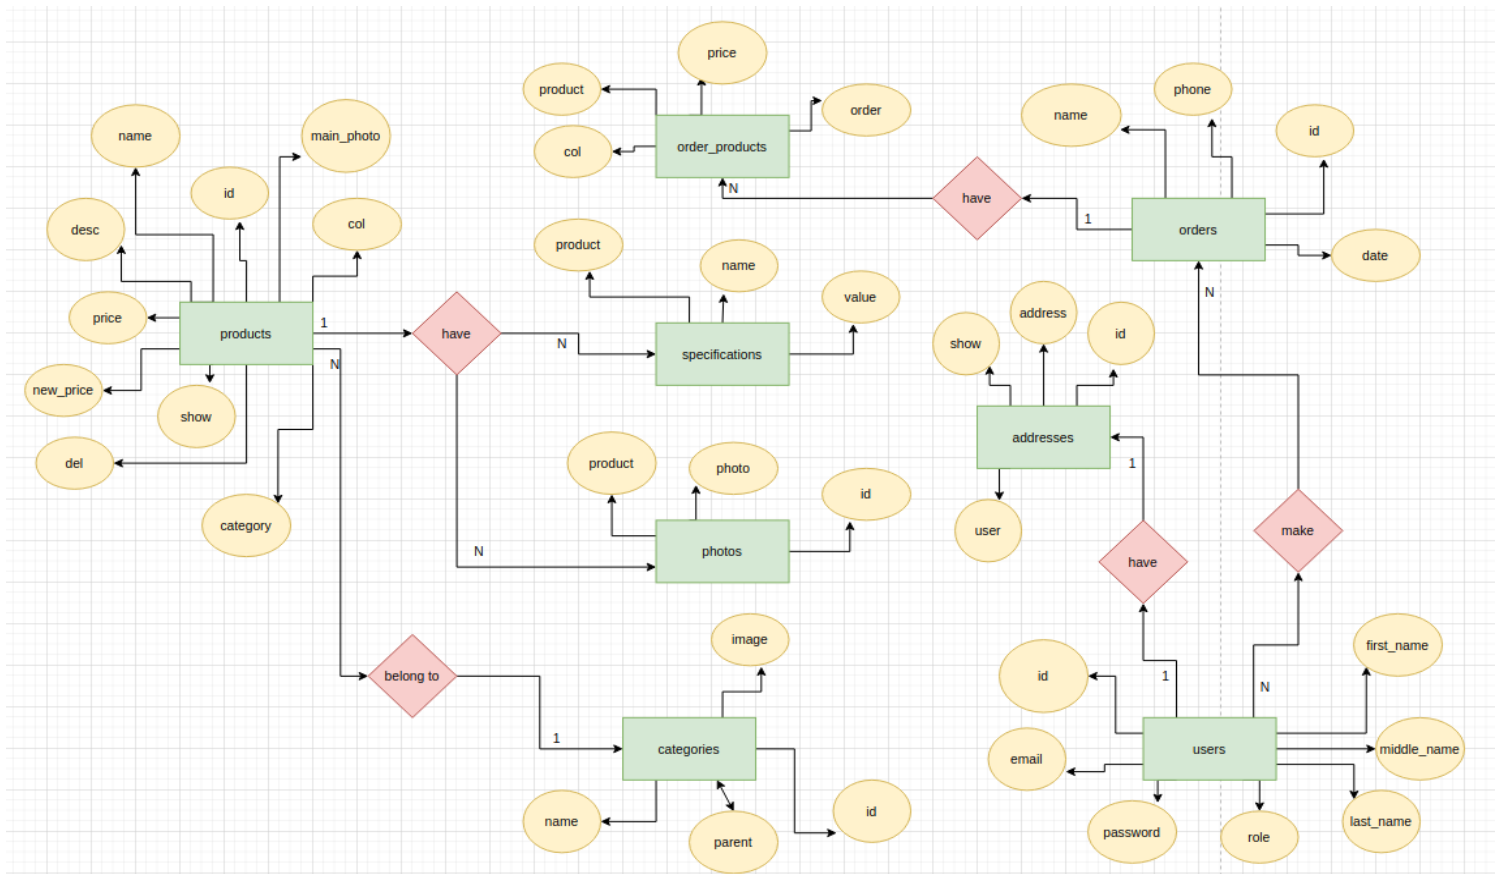 price
product
phone
order
name
id
name
main_photo
order_products
col
id
N
have
col
1
orders
desc
product
date
name
value
N
price
1
address
products
have
N
show
id
specifications
N
new_price
show
addresses
del
product
photo
1
id
category
user
make
N
photos
have
image
first_name
belong to
id
1
N
1
categories
users
middle_name
email
name
id
parent
password
role
last_name